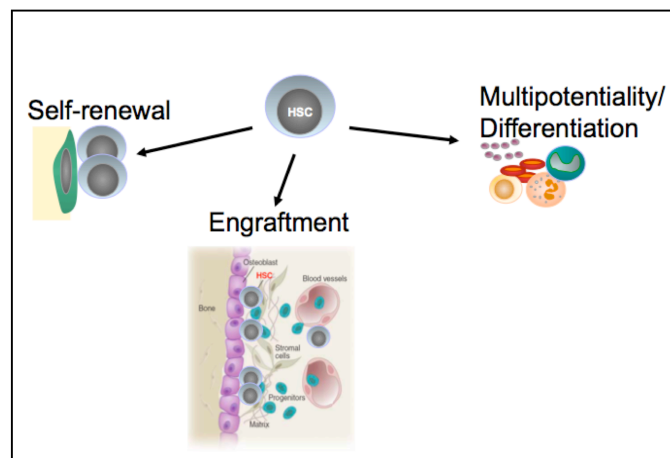 HSC
Self-renewal
Multipotentiality/
Differentiation
Engraftment
Osteoblast
HSC
Blood vessels
Bone
Stromal
cells
Progenitors
Matrix